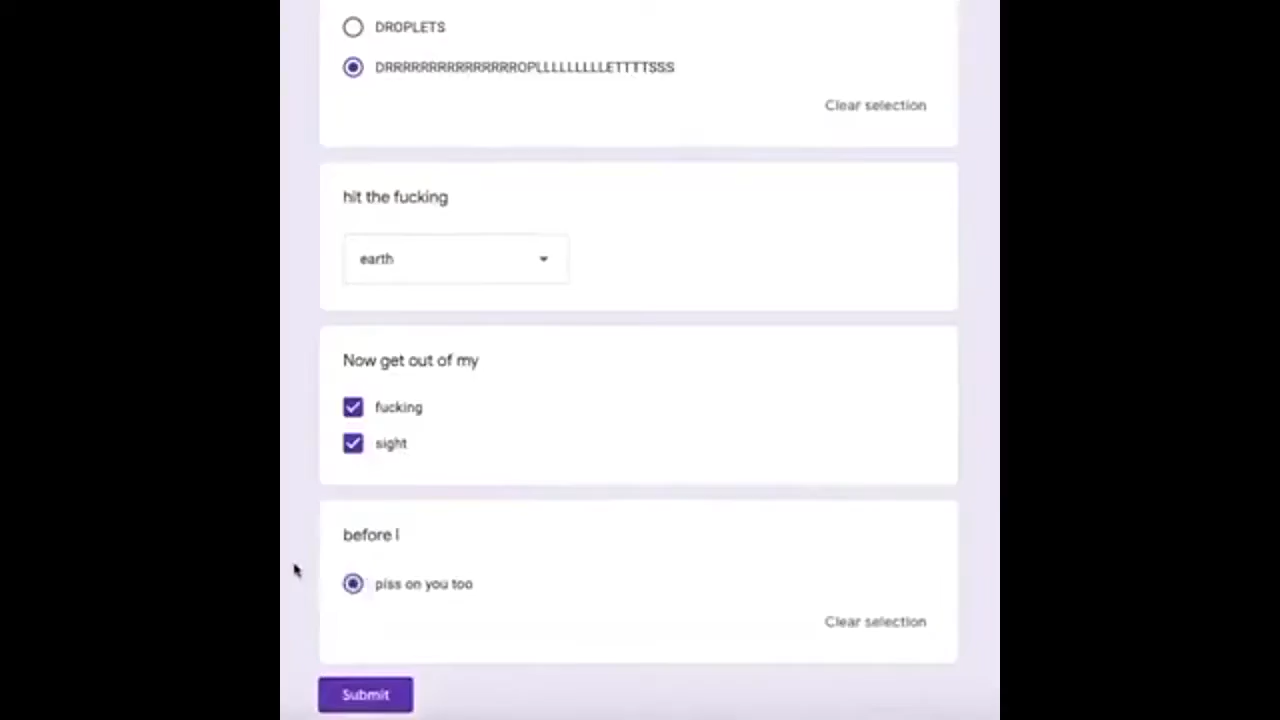 DROPLETS
DRRRRRRRRRRRRRRROPLLLLLLLLLETTTTSSS
Clear selection
hit the fucking
earth
Now get out of my
fucking
sight
before I
piss on you too
Clear selection
Submit